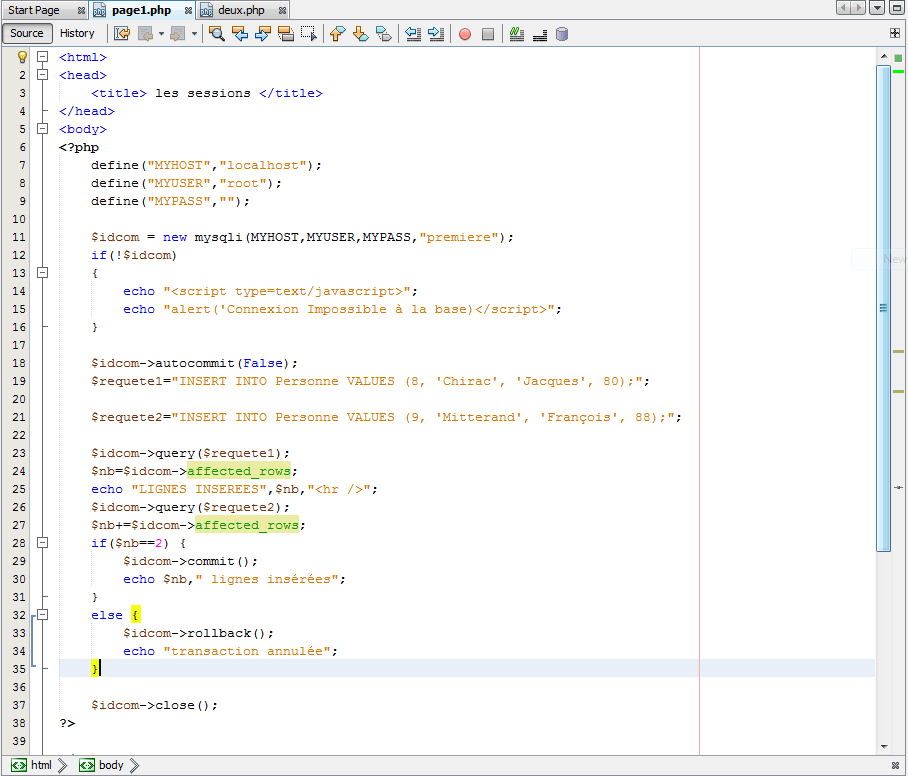 Start Page page1.php deux.php
Source History
<html>
2 <head>
3 <title> les sessions </title>
4 </head>
5 <body>
6 <?php
7 define("MYHOST","localhost");
8 define("MYUSER","root");
9 define("MYPASS","");
10
11 $idcom = new mysqli(MYHOST,MYUSER,MYPASS,"premiere");
12 if(!$idcom)
13 {
14 echo "<script type=text/javascript>";
15 echo "alert('Connexion Impossible à la base)</script>";
16 }
17
18 $idcom->autocommit(False);
19 $requete1="INSERT INTO Personne VALUES (8, 'Chirac', 'Jacques', 80);";
20
21 $requete2="INSERT INTO Personne VALUES (9, 'Mitterand', 'François', 88);";
22
23 $idcom->query($requete1);
24 $nb=$idcom->affected_rows;
25 echo "LIGNES INSEREES",$nb,"<hr />";
26 $idcom->query($requete2);
27 $nb+=$idcom->affected_rows;
28 if($nb==2) {
29 $idcom->commit();
30 echo $nb," lignes insérées";
31 }
32 else {
33 $idcom->rollback();
34 echo "transaction annulée";
35 }
36
37 $idcom->close();
38 ?>
39
html body
New